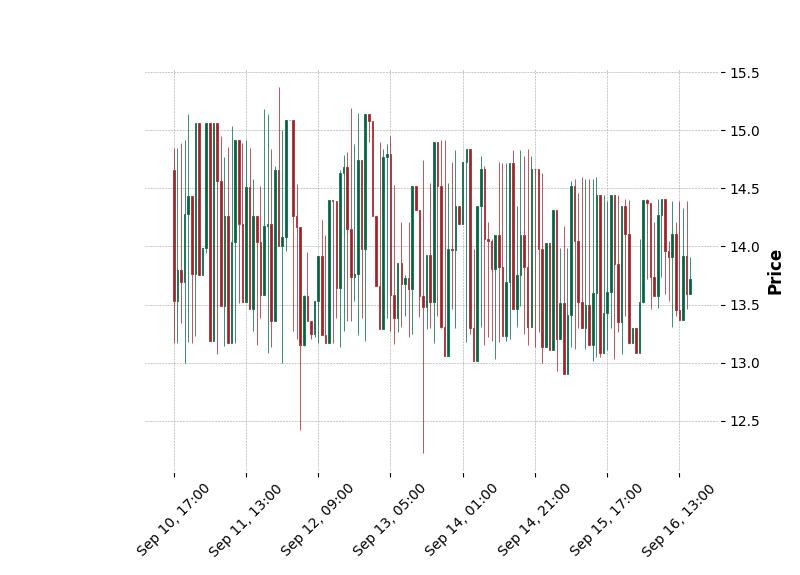 15.5
15.0
14.5
14.0
13.5
13.0
12.5
Price
Sep 10, 17:00
Sep 11, 13:00
Sep 12, 09:00
Sep 13, 05:00
Sep 14, 01:00
Sep 14, 21:00
Sep 15, 17:00
Sep 16, 13:00